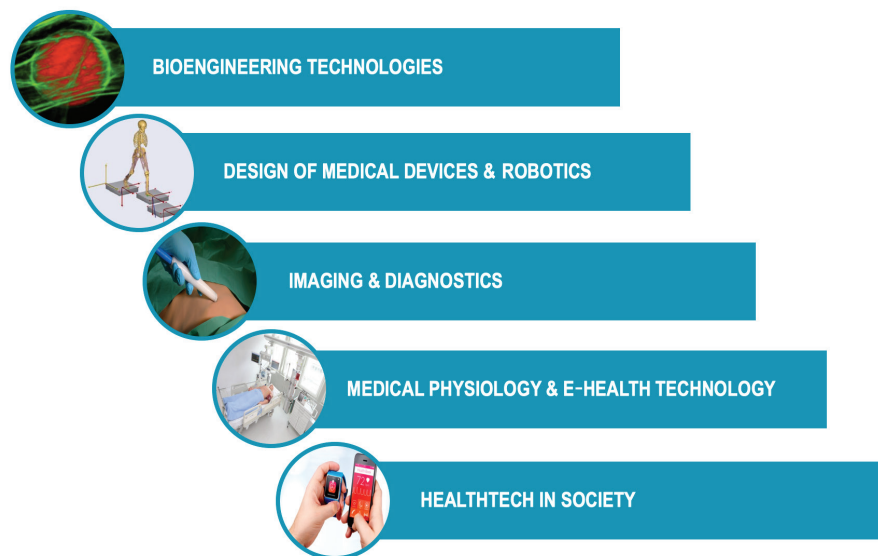 BIOENGINEERING TECHNOLOGIES
DESIGN OF MEDICAL DEVICES & ROBOTICS
IMAGING & DIAGNOSTICS
MEDICAL PHYSIOLOGY & E-HEALTH TECHNOLOGY
HEALTHTECH IN SOCIETY